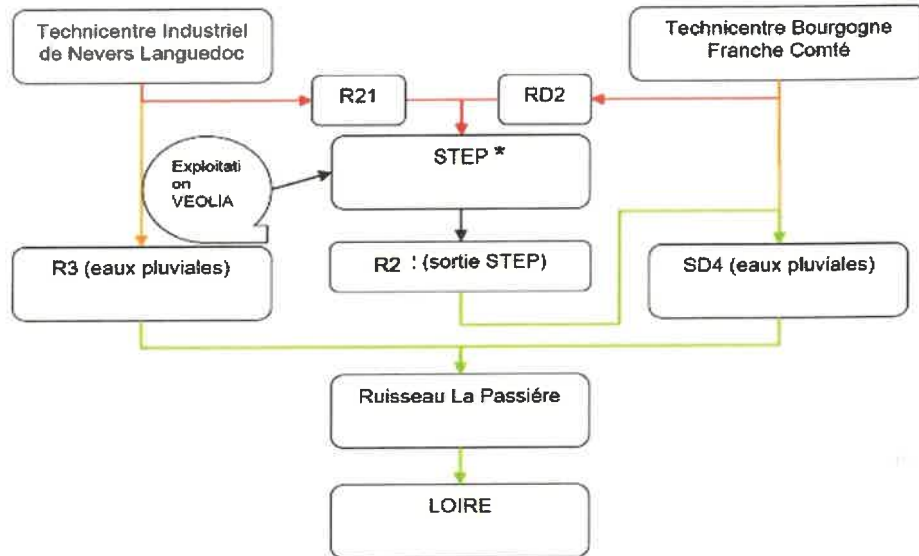 Technicentre Industriel
de Nevers Languedoc
Technicentre Bourgogne
Franche Comté
R21
RD2
STEP *
Exploitati
on
VEOLIA
R3 (eaux pluviales)
R2 : (sortie STEP)
SD4 (eaux pluviales)
Ruisseau La Passiére
LOIRE